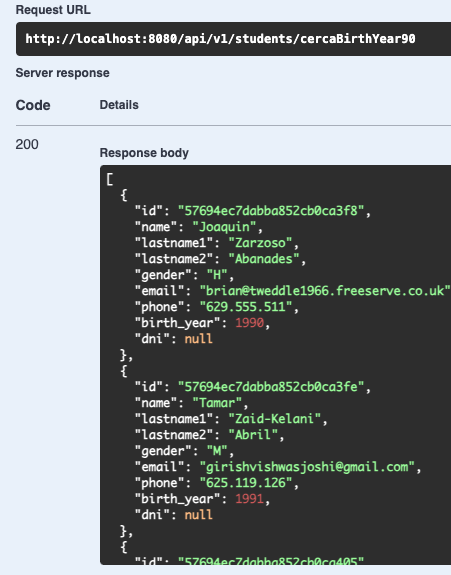 Request URL
http://localhost:8080/api/v1/students/cercaBirthYear90
Server response
Code Details
200
Response body
[
{
"id": "57694ec7dabba852cb0ca3f8",
"name": "Joaquin",
"lastname1": "Zarzoso",
"lastname2": "Abanades",
"gender": "H",
"email": "brian@tweddle1966.freeserve.co.uk"
"phone": "629.555.511",
"birth_year": 1990,
"dni": null
},
{
"id": "57694ec7dabba852cb0ca3fe",
"name": "Tamar",
"lastname1": "Zaid-Kelani",
"lastname2": "Abril",
"gender": "M",
"email": "girishvishwasjoshi@gmail.com",
"phone": "625.119.126",
"birth_year": 1991,
"dni": null
},
{
"id": "57694ec7dabba852cb0ca405"